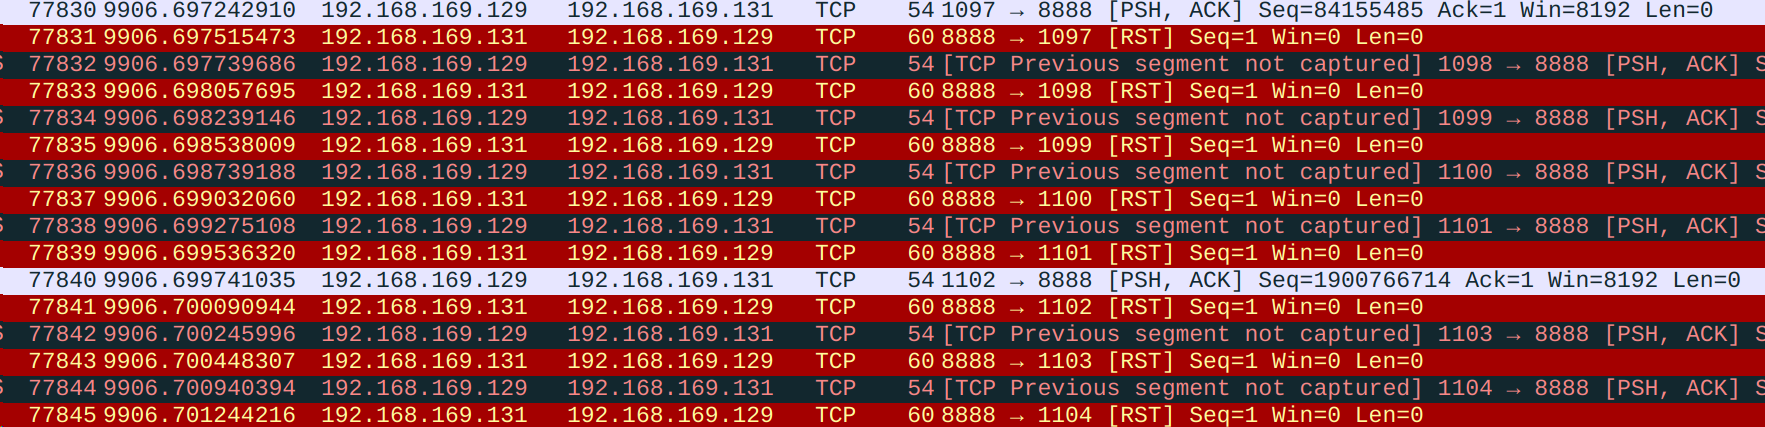 77830 9906.697242910 192.168.169.129 192.168.169.131 TCP 54 1097 → 8888 [PSH, ACK] Seq=84155485 Ack=1 Win=8192 Len=0
77831 9906.697515473 192.168.169.131 192.168.169.129 TCP 60 8888 → 1097 [RST] Seq=1 Win=0 Len=0
77832 9906.697739686 192.168.169.129 192.168.169.131 TCP 54 [TCP Previous segment not captured] 1098 → 8888 [PSH, ACK] S
77833 9906.698057695 192.168.169.131 192.168.169.129 TCP 60 8888 → 1098 [RST] Seq=1 Win=0 Len=0
77834 9906.698239146 192.168.169.129 192.168.169.131 TCP 54 [TCP Previous segment not captured] 1099 → 8888 [PSH, ACK] S
77835 9906.698538009 192.168.169.131 192.168.169.129 TCP 60 8888 → 1099 [RST] Seq=1 Win=0 Len=0
77836 9906.698739188 192.168.169.129 192.168.169.131 TCP 54 [TCP Previous segment not captured] 1100 → 8888 [PSH, ACK] S
77837 9906.699032060 192.168.169.131 192.168.169.129 TCP 60 8888 → 1100 [RST] Seq=1 Win=0 Len=0
77838 9906.699275108 192.168.169.129 192.168.169.131 TCP 54 [TCP Previous segment not captured] 1101 → 8888 [PSH, ACK] S
77839 9906.699536320 192.168.169.131 192.168.169.129 TCP 60 8888 → 1101 [RST] Seq=1 Win=0 Len=0
77840 9906.699741035 192.168.169.129 192.168.169.131 TCP 54 1102 → 8888 [PSH, ACK] Seq=1900766714 Ack=1 Win=8192 Len=0
77841 9906.700090944 192.168.169.131 192.168.169.129 TCP 60 8888 → 1102 [RST] Seq=1 Win=0 Len=0
77842 9906.700245996 192.168.169.129 192.168.169.131 TCP 54 [TCP Previous segment not captured] 1103 → 8888 [PSH, ACK] S
77843 9906.700448307 192.168.169.131 192.168.169.129 TCP 60 8888 → 1103 [RST] Seq=1 Win=0 Len=0
77844 9906.700940394 192.168.169.129 192.168.169.131 TCP 54 [TCP Previous segment not captured] 1104 → 8888 [PSH, ACK] S
77845 9906.701244216 192.168.169.131 192.168.169.129 TCP 60 8888 → 1104 [RST] Seq=1 Win=0 Len=0